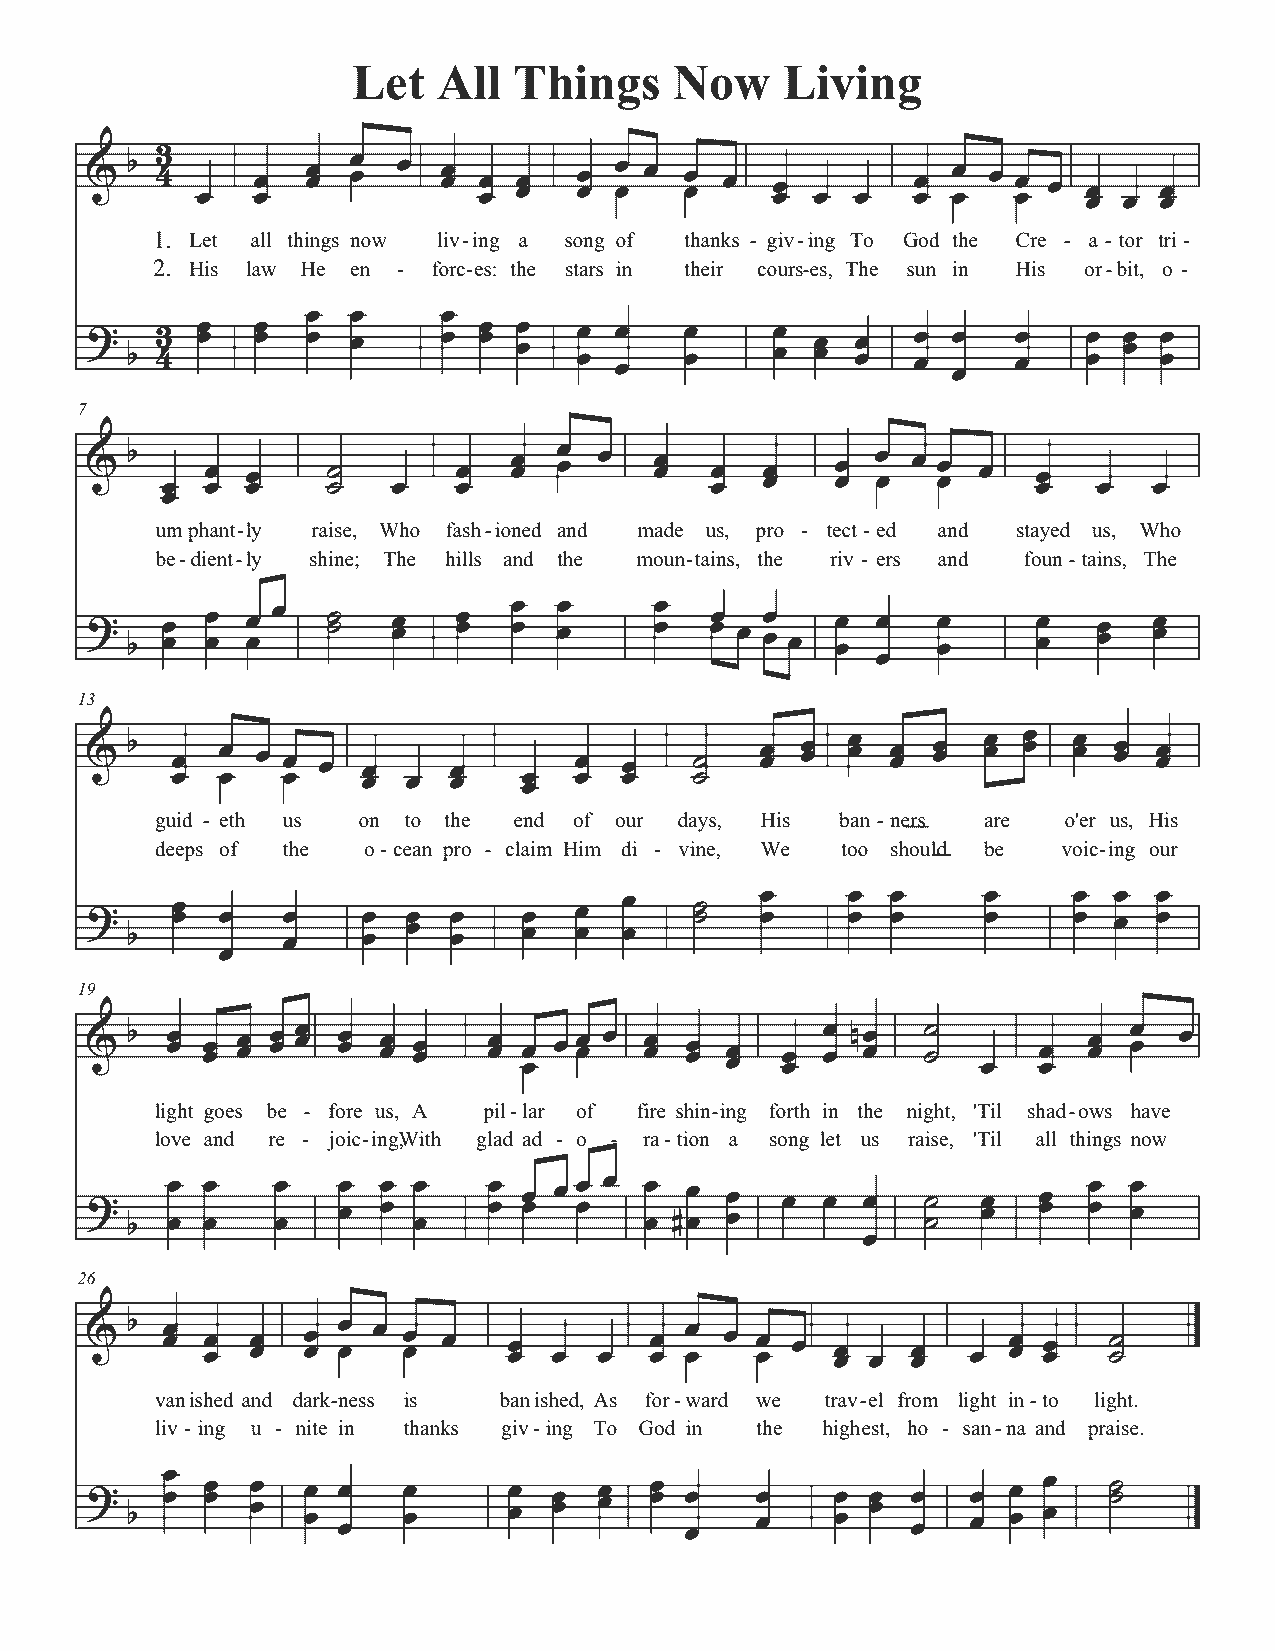 Let All Things Now Living
1. Let all things now liv-ing a song of thanks - giv-ing To God the Cre - a - tor tri -
2. His law He en - forc-es: the stars in their cours-es, The sun in His or-bit, o -
7
umphant-ly raise, Who fash-ioned and made us, pro - tect - ed and stayed us, Who
be-dient-ly shine; The hills and the moun-tains, the riv - ers and foun - tains, The
13
guid - eth us on to the end of our days, His ban - ners are o'er us, His
deeps of the o - cean pro - claim Him di - vine, We too should be voic-ing our
19
light goes be - fore us, A pil-lar of fire shin-ing forth in the night, 'Til shad-ows have
love and re - joic-ing,With glad ad - o - ra-tion a song let us raise, 'Til all things now
26
vanished and dark-ness is banished, As for-ward we trav-el from light in-to light.
liv - ing u - nite in thanks giv-ing To God in the highest, ho - san-na and praise.